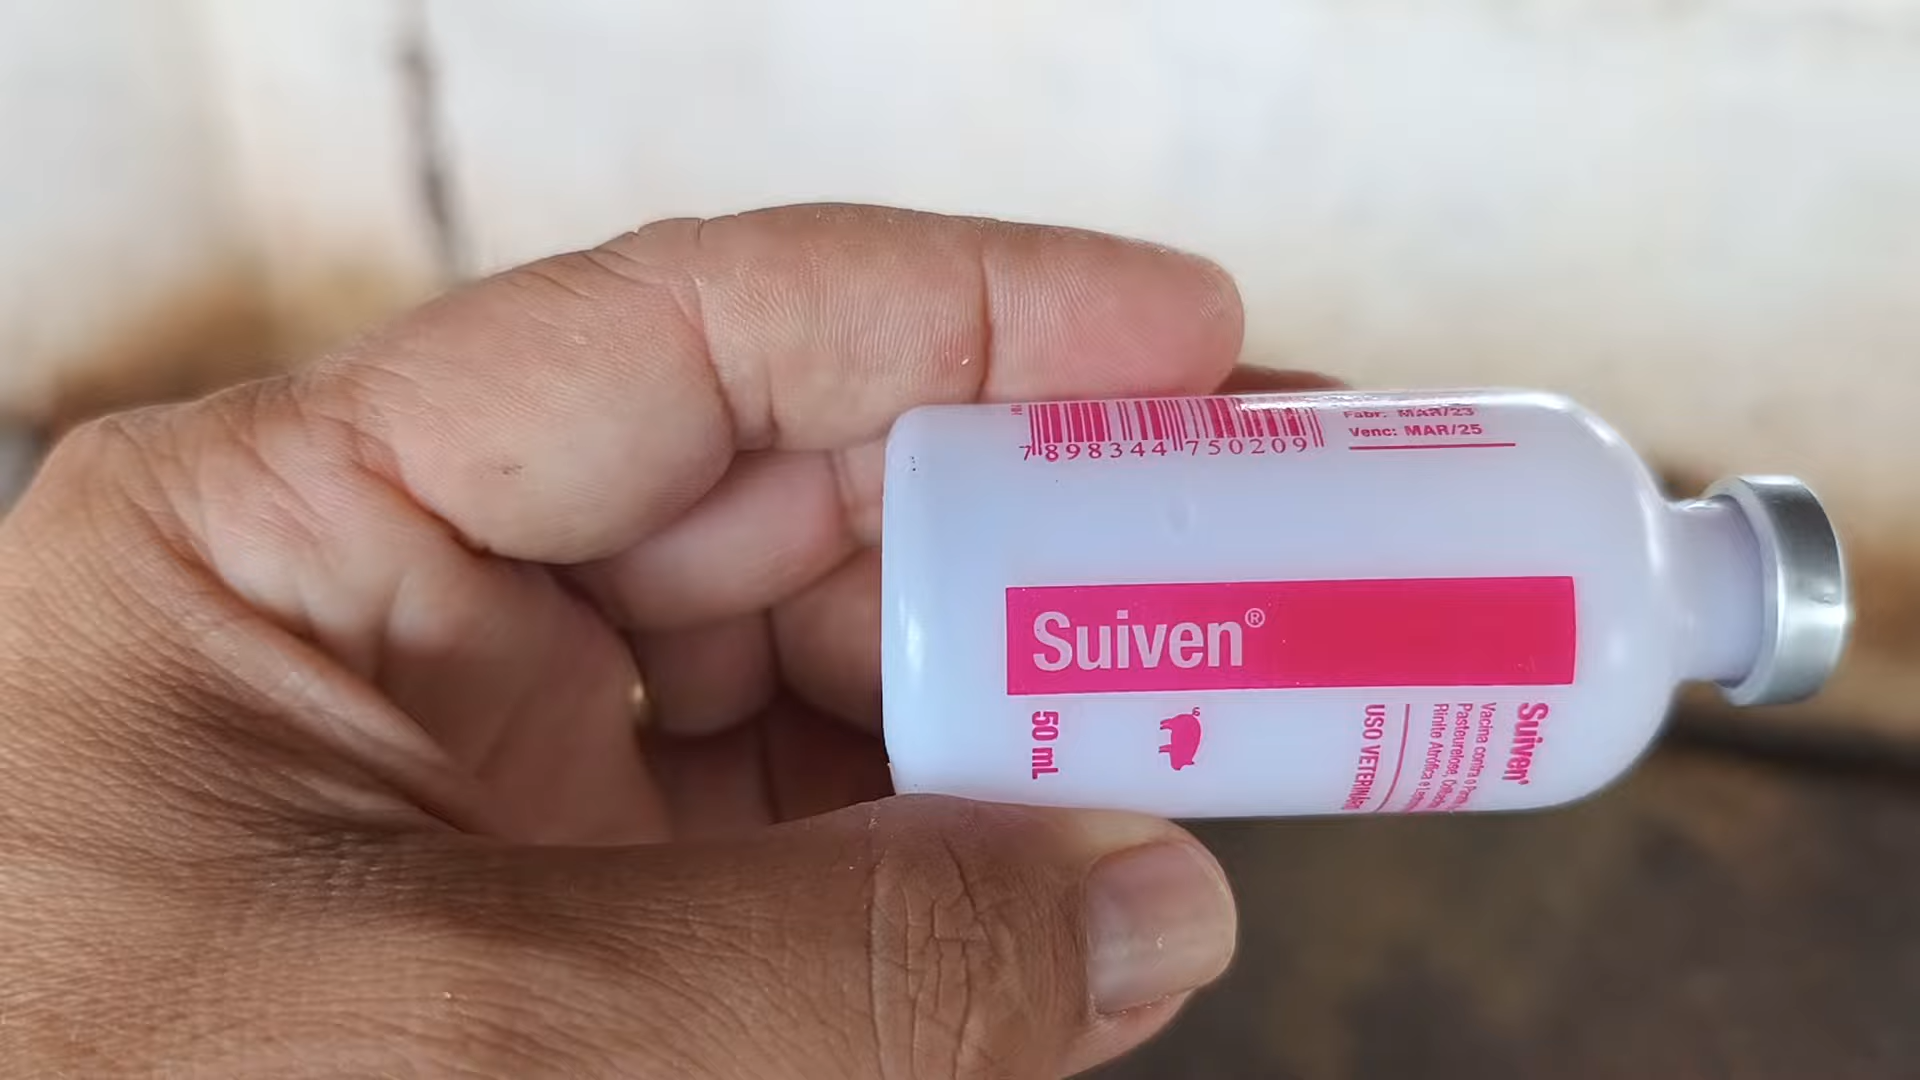 7 898344 750209
Fabr: MAR/23
Venc: MAR/25
Suiven®
Suiven®
Vacina contra
Pasteurelose,
Rinite Atrófica e
USO VETERINÁRIO
50 mL